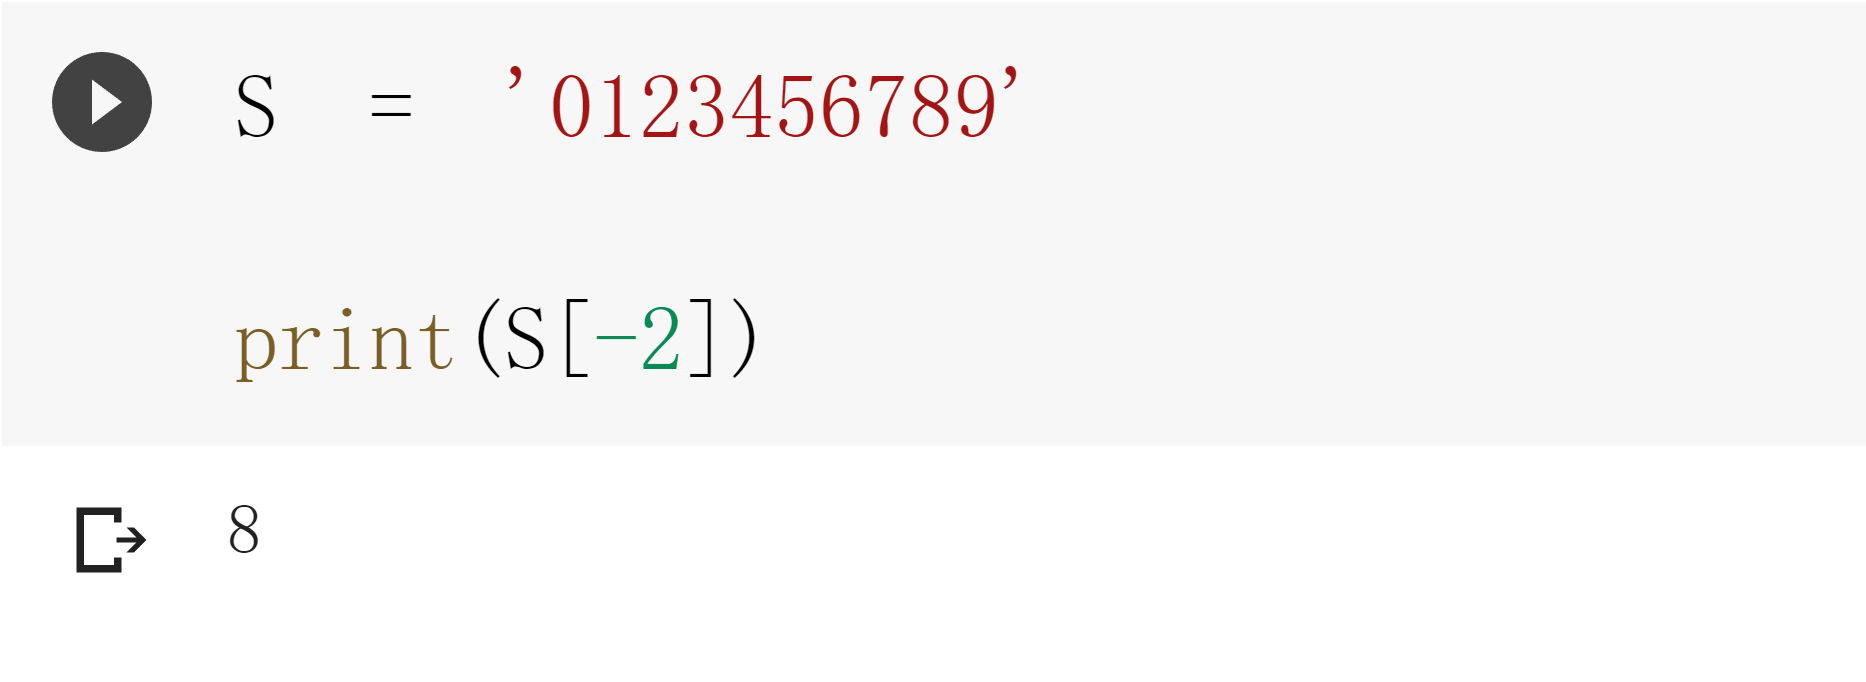 S  = '0123456789'
print(S[-2])
8